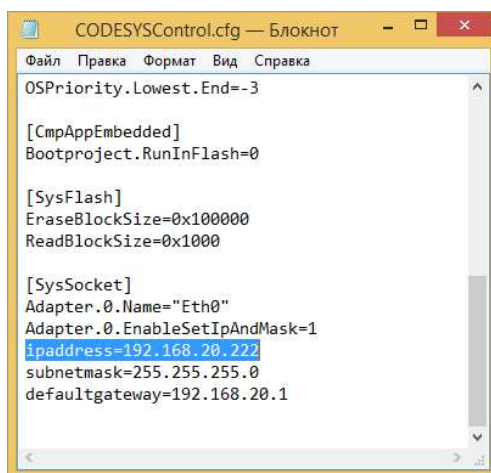 CODESYSControl.cfg — Блокнот
Файл Правка Формат Вид Справка
OSPriority.Lowest.End=-3
[CmpAppEmbedded]
Bootproject.RunInFlash=0
[SysFlash]
EraseBlockSize=0x100000
ReadBlockSize=0x1000
[SysSocket]
Adapter.0.Name="Eth0"
Adapter.0.EnableSetIpAndMask=1
ipaddress=192.168.20.222
subnetmask=255.255.255.0
defaultgateway=192.168.20.1